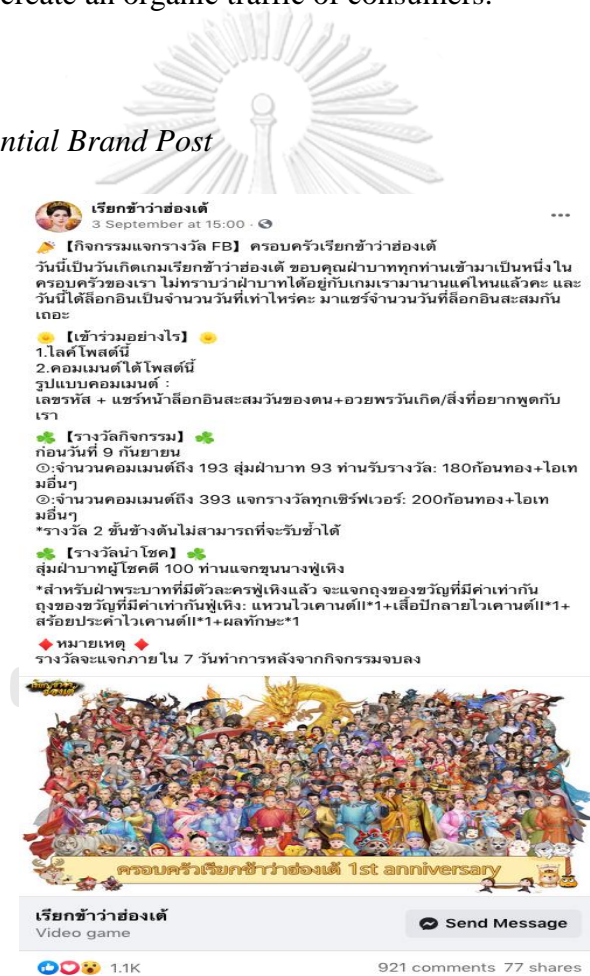 create an organic traffic of consumers.
ntial Brand Post
เรียกข้าว่าฮ่องเต้
3 September at 15:00 ·
【กิจกรรมแจกรางวัล FB】ครอบครัวเรียกข้าว่าฮ่องเต้
วันนี้เป็นวันเกิดเกมเรียกข้าว่าฮ่องเต้ ขอบคุณฝ่าบาททุกท่านเข้ามาเป็นหนึ่งใน
ครอบครัวของเรา ไม่ทราบว่าฝ่าบาทได้อยู่กับเกมเรามานานแค่ไหนแล้วคะ และ
วันนี้ได้ล็อกอินเป็นจำนวนวันที่เท่าไหร่คะ มาแชร์จำนวนวันที่ล็อกอินสะสมกัน
เถอะ
【เข้าร่วมอย่างไร】
1.ไลค์โพสต์นี้
2.คอมเมนต์ใต้โพสต์นี้
รูปแบบคอมเมนต์ :
เลขรหัส + แชร์หน้าล็อกอินสะสมวันของตน+อวยพรวันเกิด/สิ่งที่อยากพูดกับ
เรา
【รางวัลกิจกรรม】
ก่อนวันที่ 9 กันยายน
①:จำนวนคอมเมนต์ถึง 193 สุ่มฝ่าบาท 93 ท่านรับรางวัล: 180ก้อนทอง+ไอเท
มอื่นๆ
②:จำนวนคอมเมนต์ถึง 393 แจกรางวัลทุกเซิร์ฟเวอร์: 200ก้อนทอง+ไอเท
มอื่นๆ
*รางวัล 2 ขั้นข้างต้นไม่สามารถที่จะรับซ้ำได้
【รางวัลนำโชค】
สุ่มฝ่าบาทผู้โชคดี 100 ท่านแจกขุนนางฟู่เหิง
*สำหรับฝ่าพระบาทที่มีตัวละครฟู่เหิงแล้ว จะแจกถุงของขวัญที่มีค่าเท่ากัน
ถุงของขวัญที่มีค่าเท่ากันฟู่เหิง: แหวนไวเคานต์II*1+เสื้อปักลายไวเคานต์II*1+
สร้อยประคำไวเคานต์II*1+ผลทักษะ*1
หมายเหตุ
รางวัลจะแจกภายใน 7 วันทำการหลังจากกิจกรรมจบลง
เรียกข้าว่าฮ่องเต้
ครอบครัวเรียกข้าว่าฮ่องเต้ 1st anniversary
เรียกข้าว่าฮ่องเต้
Video game
Send Message
1.1K
921 comments 77 shares